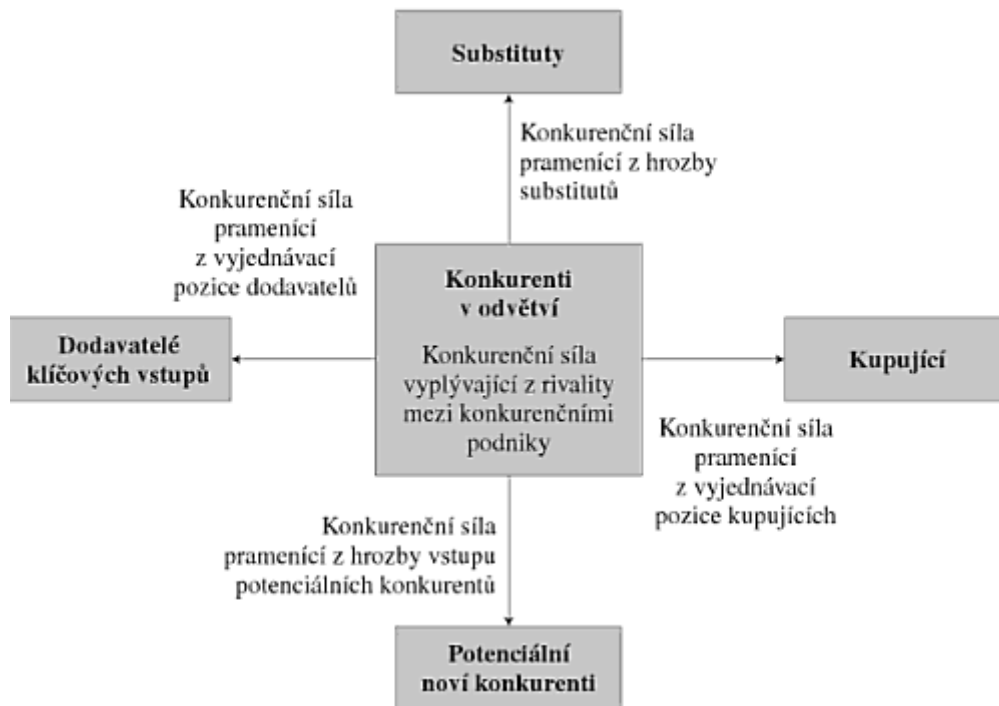 Substituty
Konkurenční síla
pramenící z hrozby
substitutů
Konkurenční síla
pramenící
z vyjednávací
pozice dodavatelů
Konkurenti
v odvětví
Konkurenční síla
vyplývající z rivality
mezi konkurenčními
podniky
Dodavatelé
klíčových vstupů
Kupující
Konkurenční síla
pramenící
z vyjednávací
pozice kupujících
Konkurenční síla
pramenící z hrozby vstupu
potenciálních konkurentů
Potenciální
noví konkurenti